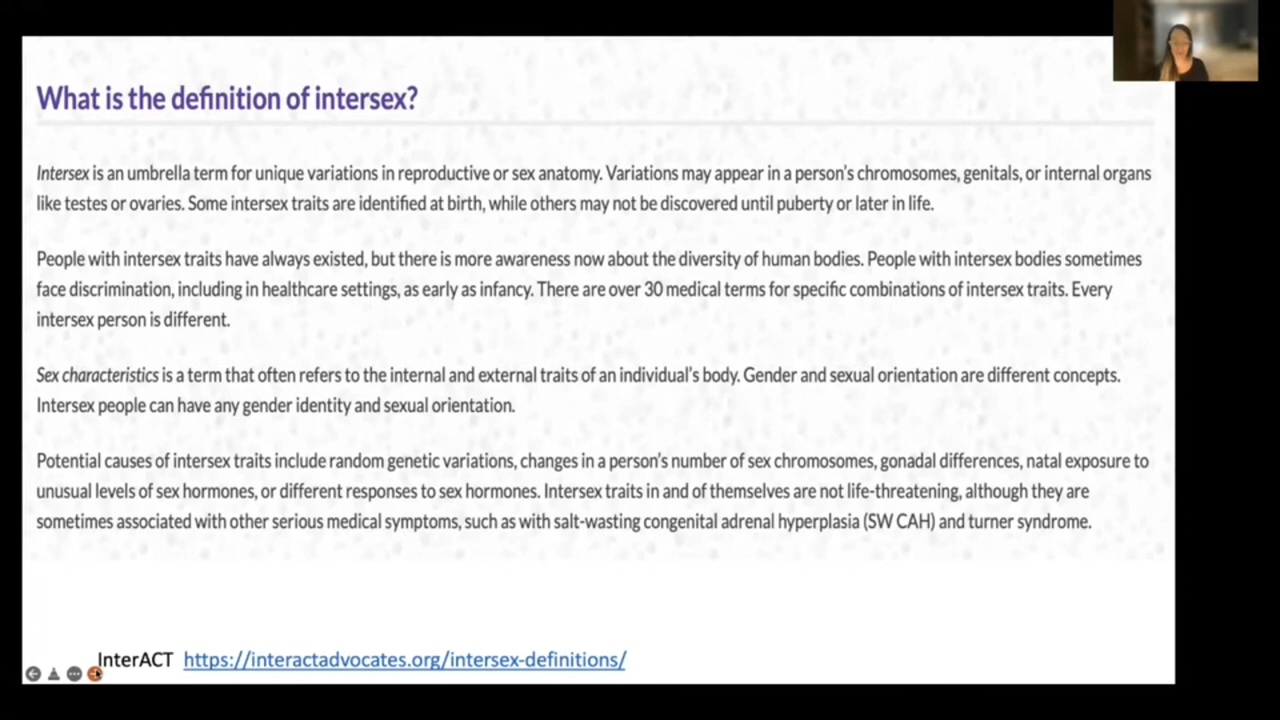 What is the definition of intersex?
Intersex is an umbrella term for unique variations in reproductive or sex anatomy. Variations may appear in a person's chromosomes, genitals, or internal organs
like testes or ovaries. Some intersex traits are identified at birth, while others may not be discovered until puberty or later in life.
People with intersex traits have always existed, but there is more awareness now about the diversity of human bodies. People with intersex bodies sometimes
face discrimination, including in healthcare settings, as early as infancy. There are over 30 medical terms for specific combinations of intersex traits. Every
intersex person is different.
Sex characteristics is a term that often refers to the internal and external traits of an individual's body. Gender and sexual orientation are different concepts.
Intersex people can have any gender identity and sexual orientation.
Potential causes of intersex traits include random genetic variations, changes in a person's number of sex chromosomes, gonadal differences, natal exposure to
unusual levels of sex hormones, or different responses to sex hormones. Intersex traits in and of themselves are not life-threatening, although they are
sometimes associated with other serious medical symptoms, such as with salt-wasting congenital adrenal hyperplasia (SW CAH) and turner syndrome.
InterACT https://interactadvocates.org/intersex-definitions/